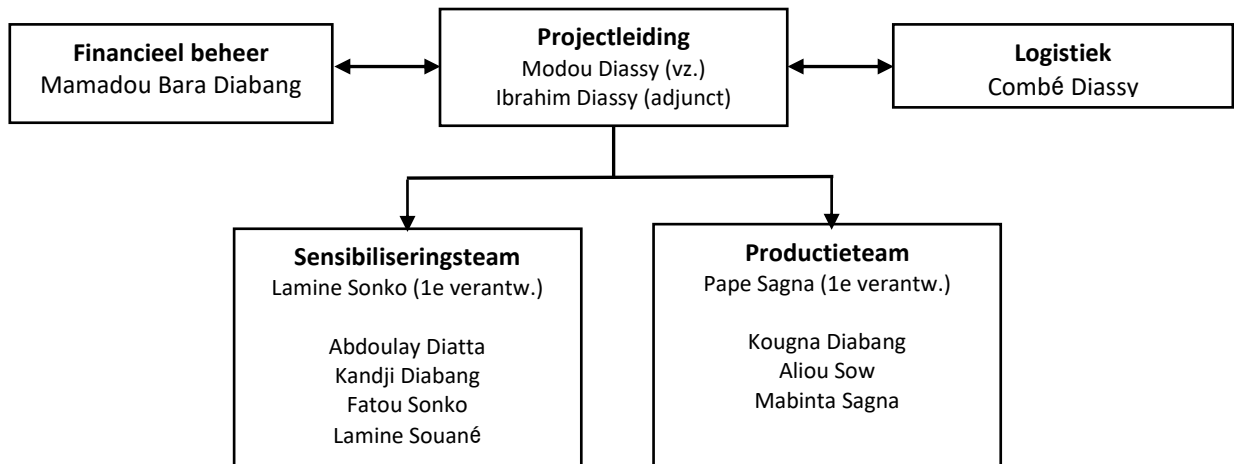 Financieel beheer
Mamadou Bara Diabang
Projectleiding
Modou Diassy (vz.)
Ibrahim Diassy (adjunct)
Logistiek
Combé Diassy
Sensibiliseringsteam
Lamine Sonko (1e verantw.)
Abdoulay Diatta
Kandji Diabang
Fatou Sonko
Lamine Souané
Productieteam
Pape Sagna (1e verantw.)
Kougna Diabang
Aliou Sow
Mabinta Sagna